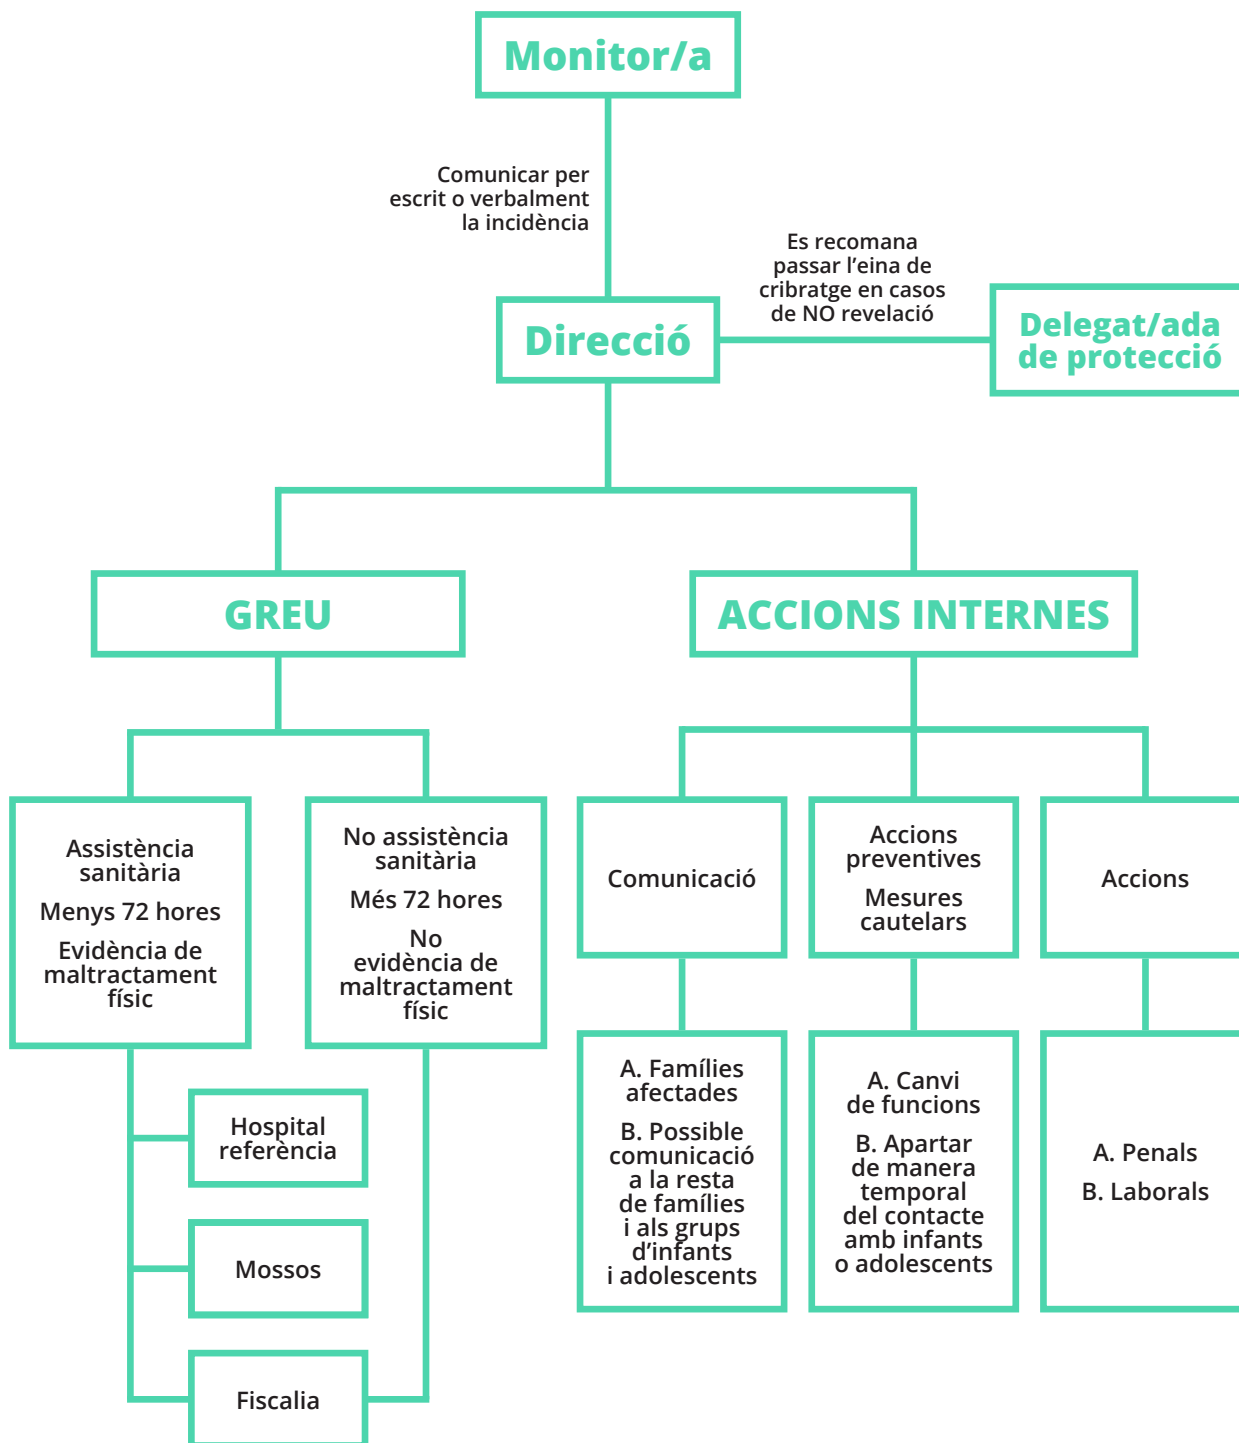 Monitor/a
Comunicar per
escrit o verbalment
la incidència
Es recomana
passar l'eina de
cribratge en casos
de NO revelació
Direcció
Delegat/ada
de protecció
GREU
ACCIONS INTERNES
Assistència
sanitària
Menys 72 hores
Evidència de
maltractament
físic
No assistència
sanitària
Més 72 hores
No
evidència de
maltractament
físic
Comunicació
Accions
preventives
Mesures
cautelars
Accions
Hospital
referència
Mossos
Fiscalia
A. Famílies
afectades
B. Possible
comunicació
a la resta
de famílies
i als grups
d'infants
i adolescents
A. Canvi
de funcions
B. Apartar
de manera
temporal
del contacte
amb infants
o adolescents
A. Penals
B. Laborals